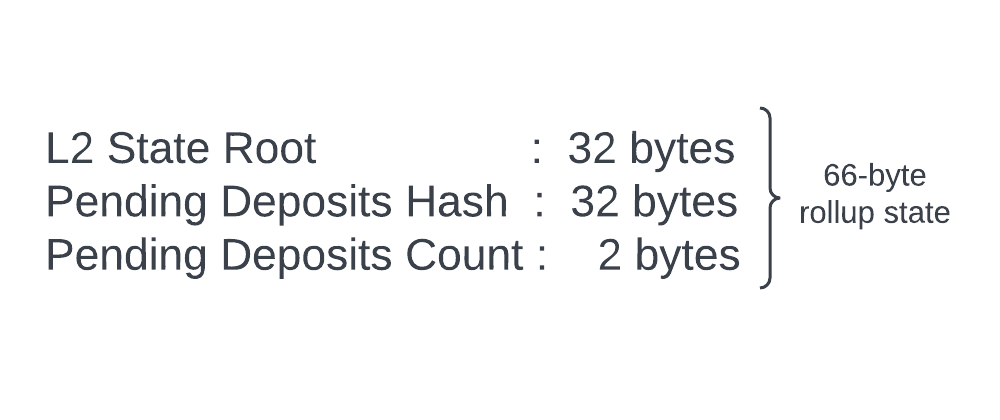 L2 State Root : 32 bytes
Pending Deposits Hash : 32 bytes
Pending Deposits Count : 2 bytes
66-byte
rollup state